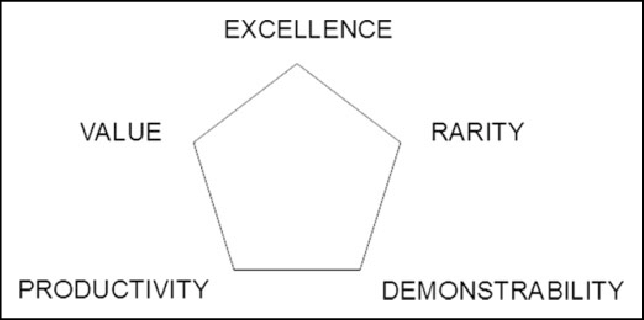 EXCELLENCE
VALUE
RARITY
PRODUCTIVITY
DEMONSTRABILITY